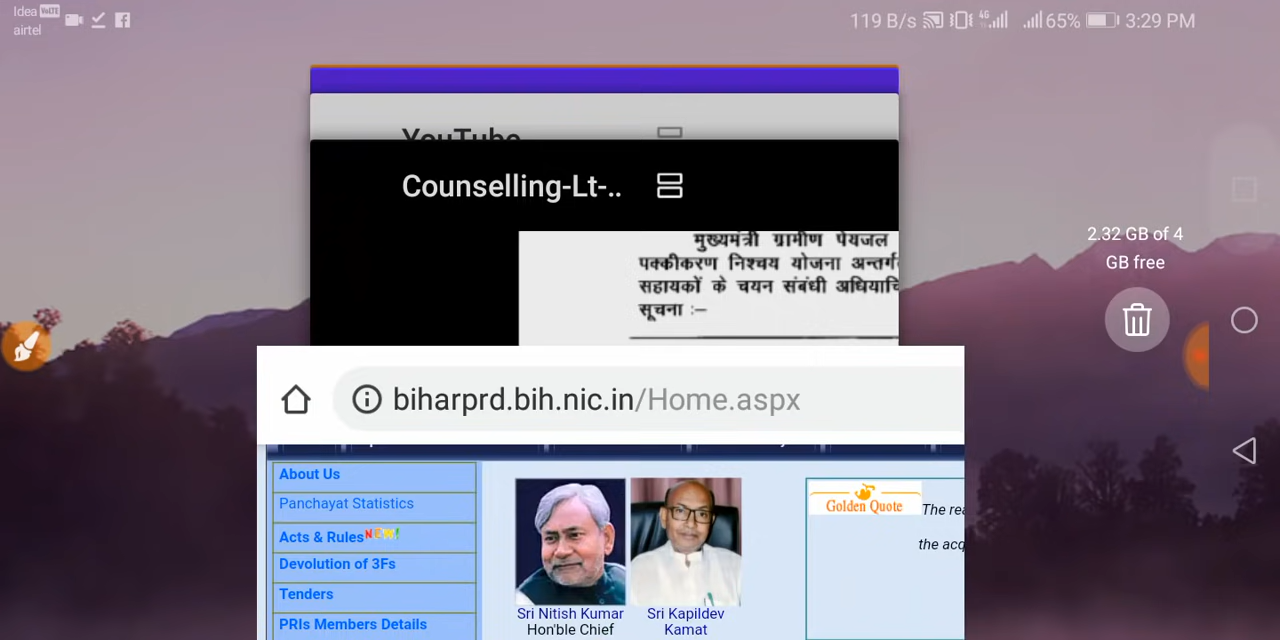 Idea VoLTE
airtel
119 B/s 4G 65% 3:29 PM
YouTube
Counselling-Lt-..
मुख्यमंत्री ग्रामीण पेयजल
पक्कीकरण निश्चय योजना अन्तर्ग
सहायकों के चयन संबंधी अधियाचि
सूचना :–
2.32 GB of 4
GB free
biharprd.bih.nic.in/Home.aspx
About Us
Panchayat Statistics
Acts & Rules NEW!
Devolution of 3Fs
Tenders
PRIs Members Details
Sri Nitish Kumar
Hon'ble Chief
Sri Kapildev
Kamat
Golden Quote
The rea
the acq